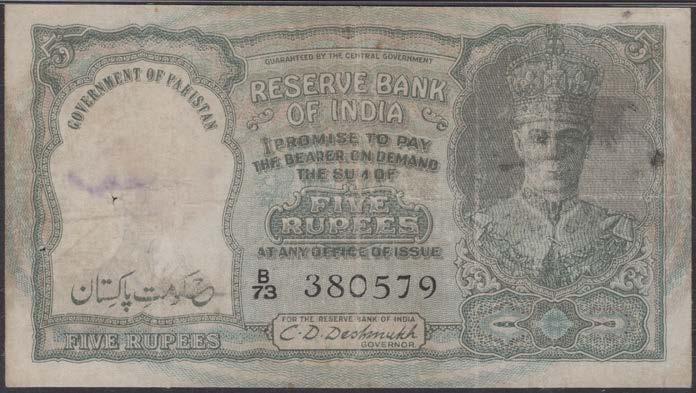 5
5
GUARANTEED BY THE CENTRAL GOVERNMENT
GOVERNMENT OF PAKISTAN
RESERVE BANK
OF INDIA
I PROMISE TO PAY
THE BEARER ON DEMAND
THE SUM OF
FIVE
RUPEES
AT ANY OFFICE OF ISSUE
حکومت پاکستان
B/73 380579
FOR THE RESERVE BANK OF INDIA
C.D. Deshmukh
GOVERNOR.
FIVE RUPEES